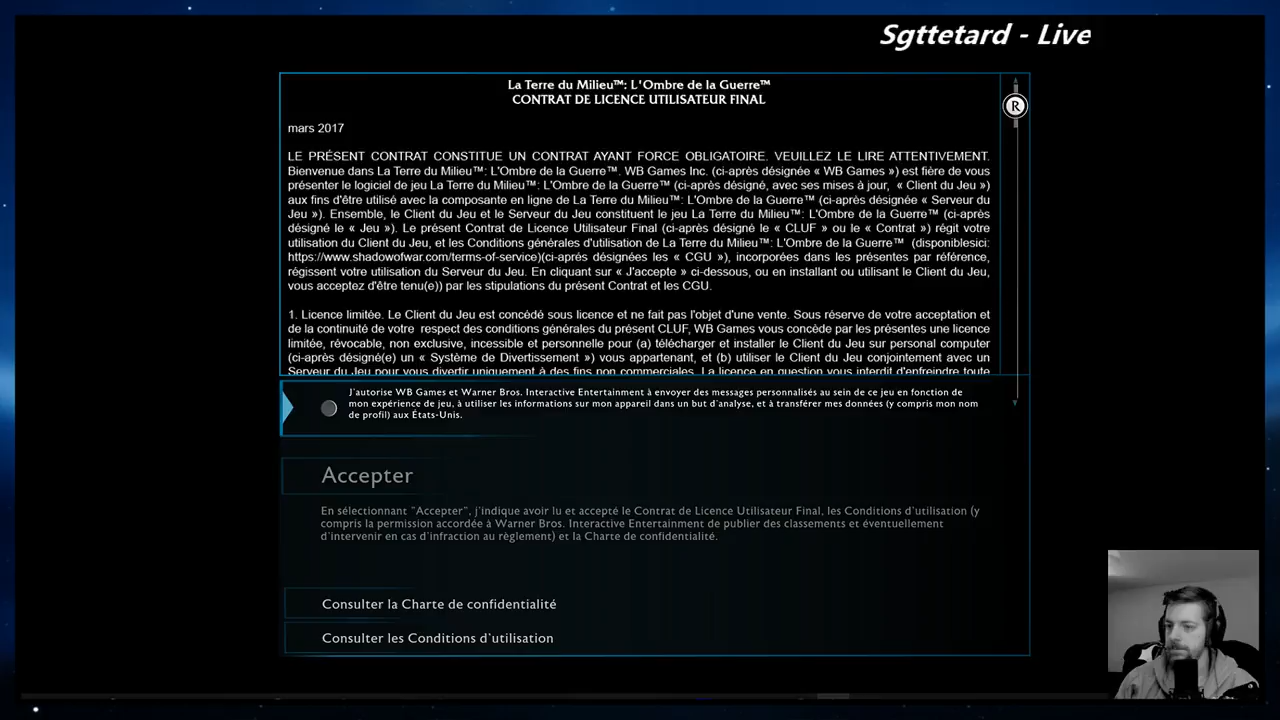 Sgttetard - Live
La Terre du Milieu™: L'Ombre de la Guerre™
CONTRAT DE LICENCE UTILISATEUR FINAL
mars 2017
R
LE PRÉSENT CONTRAT CONSTITUE UN CONTRAT AYANT FORCE OBLIGATOIRE. VEUILLEZ LE LIRE ATTENTIVEMENT.
Bienvenue dans La Terre du Milieu™: L'Ombre de la Guerre™. WB Games Inc. (ci-après désignée « WB Games ») est fière de vous
présenter le logiciel de jeu La Terre du Milieu™: L'Ombre de la Guerre™ (ci-après désigné, avec ses mises à jour, « Client du Jeu »)
aux fins d'être utilisé avec la composante en ligne de La Terre du Milieu™: L'Ombre de la Guerre™ (ci-après désignée « Serveur du
Jeu »). Ensemble, le Client du Jeu et le Serveur du Jeu constituent le jeu La Terre du Milieu™: L'Ombre de la Guerre™ (ci-après
désigné le « Jeu »). Le présent Contrat de Licence Utilisateur Final (ci-après désigné le « CLUF » ou le « Contrat ») régit votre
utilisation du Client du Jeu, et les Conditions générales d'utilisation de La Terre du Milieu™: L'Ombre de la Guerre™ (disponiblesici:
https://www.shadowofwar.com/terms-of-service)(ci-après désignées les « CGU »), incorporées dans les présentes par référence,
régissent votre utilisation du Serveur du Jeu. En cliquant sur « J'accepte » ci-dessous, ou en installant ou utilisant le Client du Jeu,
vous acceptez d'être tenu(e)) par les stipulations du présent Contrat et les CGU.
1. Licence limitée. Le Client du Jeu est concédé sous licence et ne fait pas l'objet d'une vente. Sous réserve de votre acceptation et
de la continuité de votre respect des conditions générales du présent CLUF, WB Games vous concède par les présentes une licence
limitée, révocable, non exclusive, incessible et personnelle pour (a) télécharger et installer le Client du Jeu sur personal computer
(ci-après désigné(e) un « Système de Divertissement ») vous appartenant, et (b) utiliser le Client du Jeu conjointement avec un
Serveur du Jeu pour vous divertir uniquement à des fins non commerciales. La licence en question vous interdit d'enfreindre toute
J'autorise WB Games et Warner Bros. Interactive Entertainment à envoyer des messages personnalisés au sein de ce jeu en fonction de
mon expérience de jeu, à utiliser les informations sur mon appareil dans un but d'analyse, et à transférer mes données (y compris mon nom
de profil) aux États-Unis.
Accepter
En sélectionnant "Accepter", j'indique avoir lu et accepté le Contrat de Licence Utilisateur Final, les Conditions d'utilisation (y
compris la permission accordée à Warner Bros. Interactive Entertainment de publier des classements et éventuellement
d'intervenir en cas d'infraction au règlement) et la Charte de confidentialité.
Consulter la Charte de confidentialité
Consulter les Conditions d'utilisation